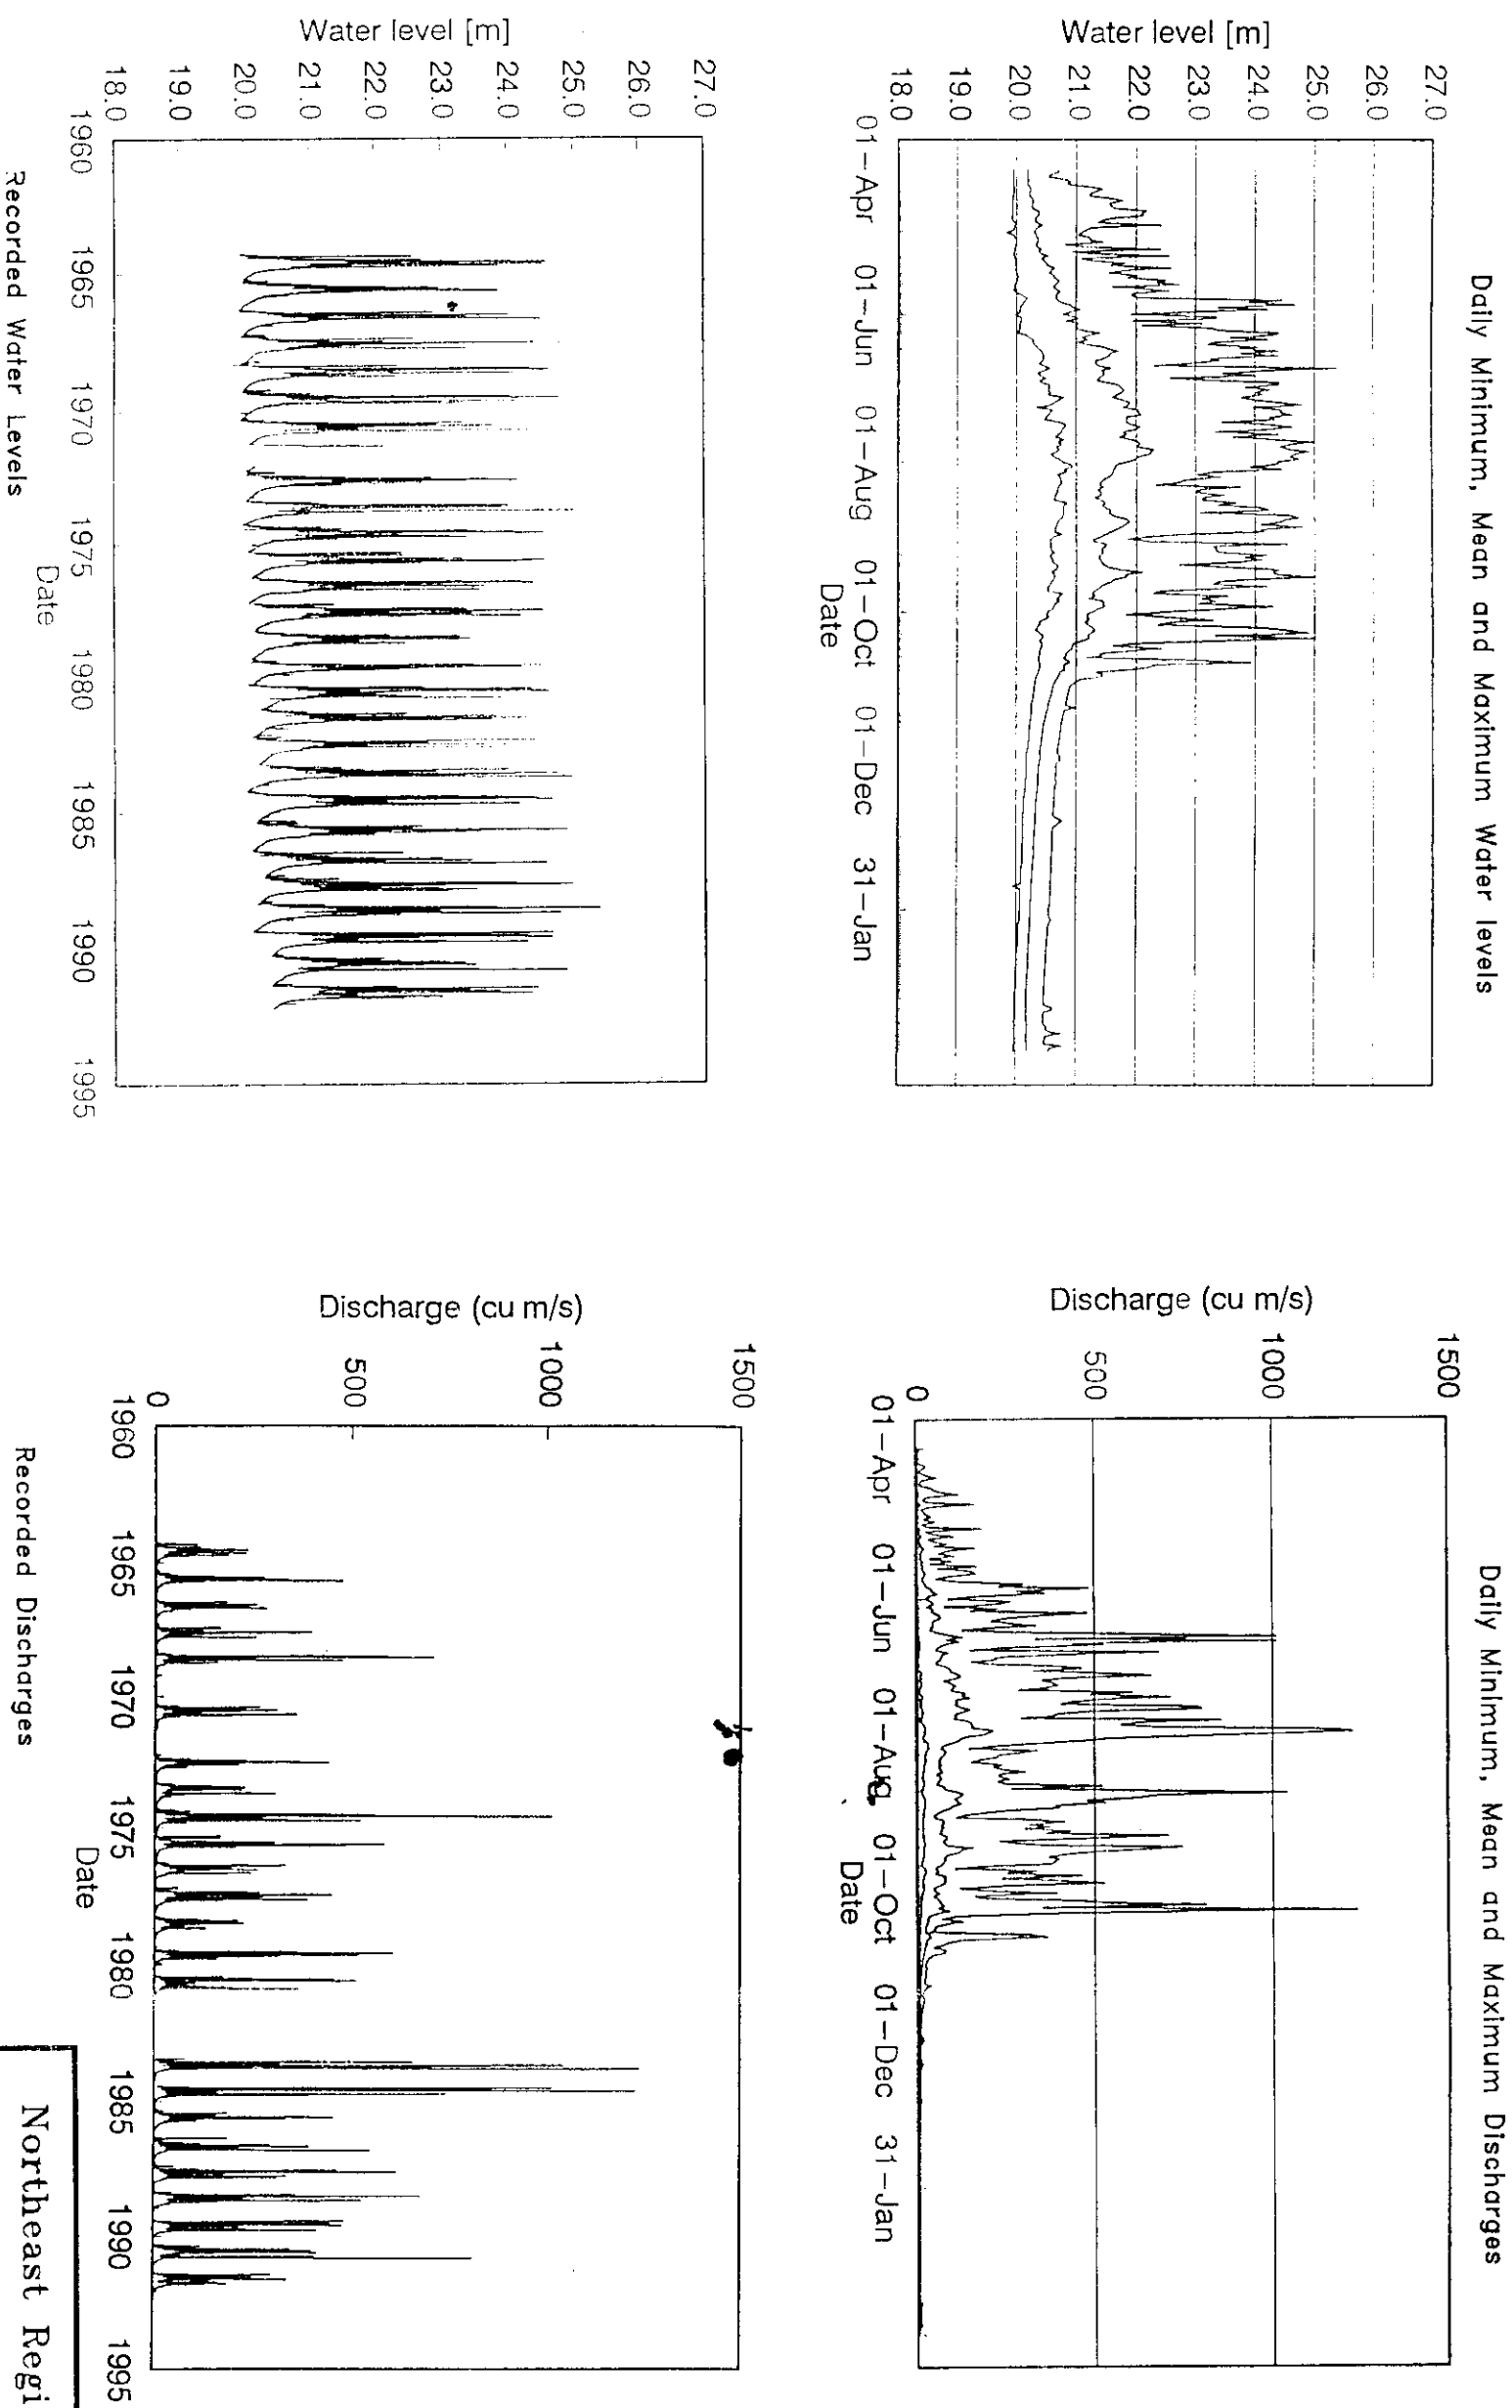 Daily Minimum, Mean and Maximum Water levels
Water level [m]
27.0
26.0
25.0
24.0
23.0
22.0
21.0
20.0
19.0
18.0
01-Apr 01-Jun 01-Aug 01-Oct 01-Dec 31-Jan
Date
Water level [m]
27.0
26.0
25.0
24.0
23.0
22.0
21.0
20.0
19.0
18.0
1960 1965 1970 1975 1980 1985 1990 1995
Date
Recorded Water Levels
Daily Minimum, Mean and Maximum Discharges
Discharge (cu m/s)
1500
1000
500
0
01-Apr 01-Jun 01-Aug 01-Oct 01-Dec 31-Jan
Date
Discharge (cu m/s)
1500
1000
500
0
1960 1965 1970 1975 1980 1985 1990 1995
Date
Recorded Discharges
Northeast Regi